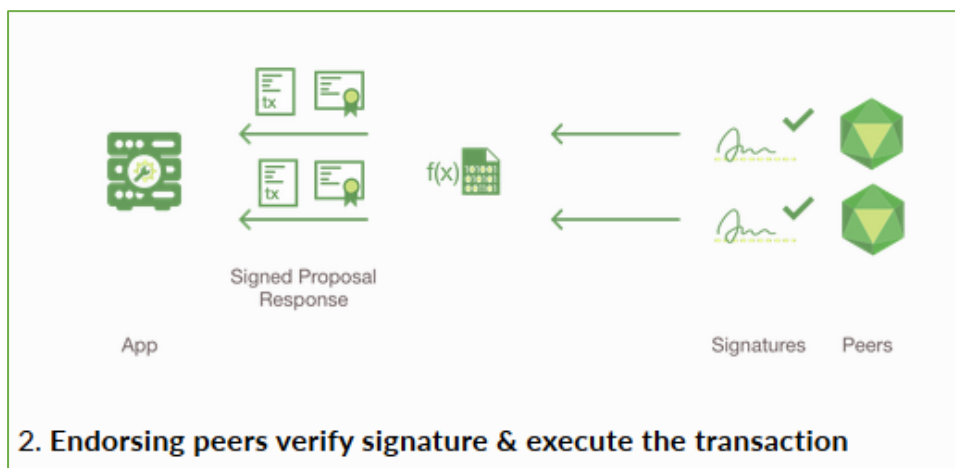 tx
f(x)
tx
Signed Proposal
Response
App
Signatures
Peers
2. Endorsing peers verify signature & execute the transaction